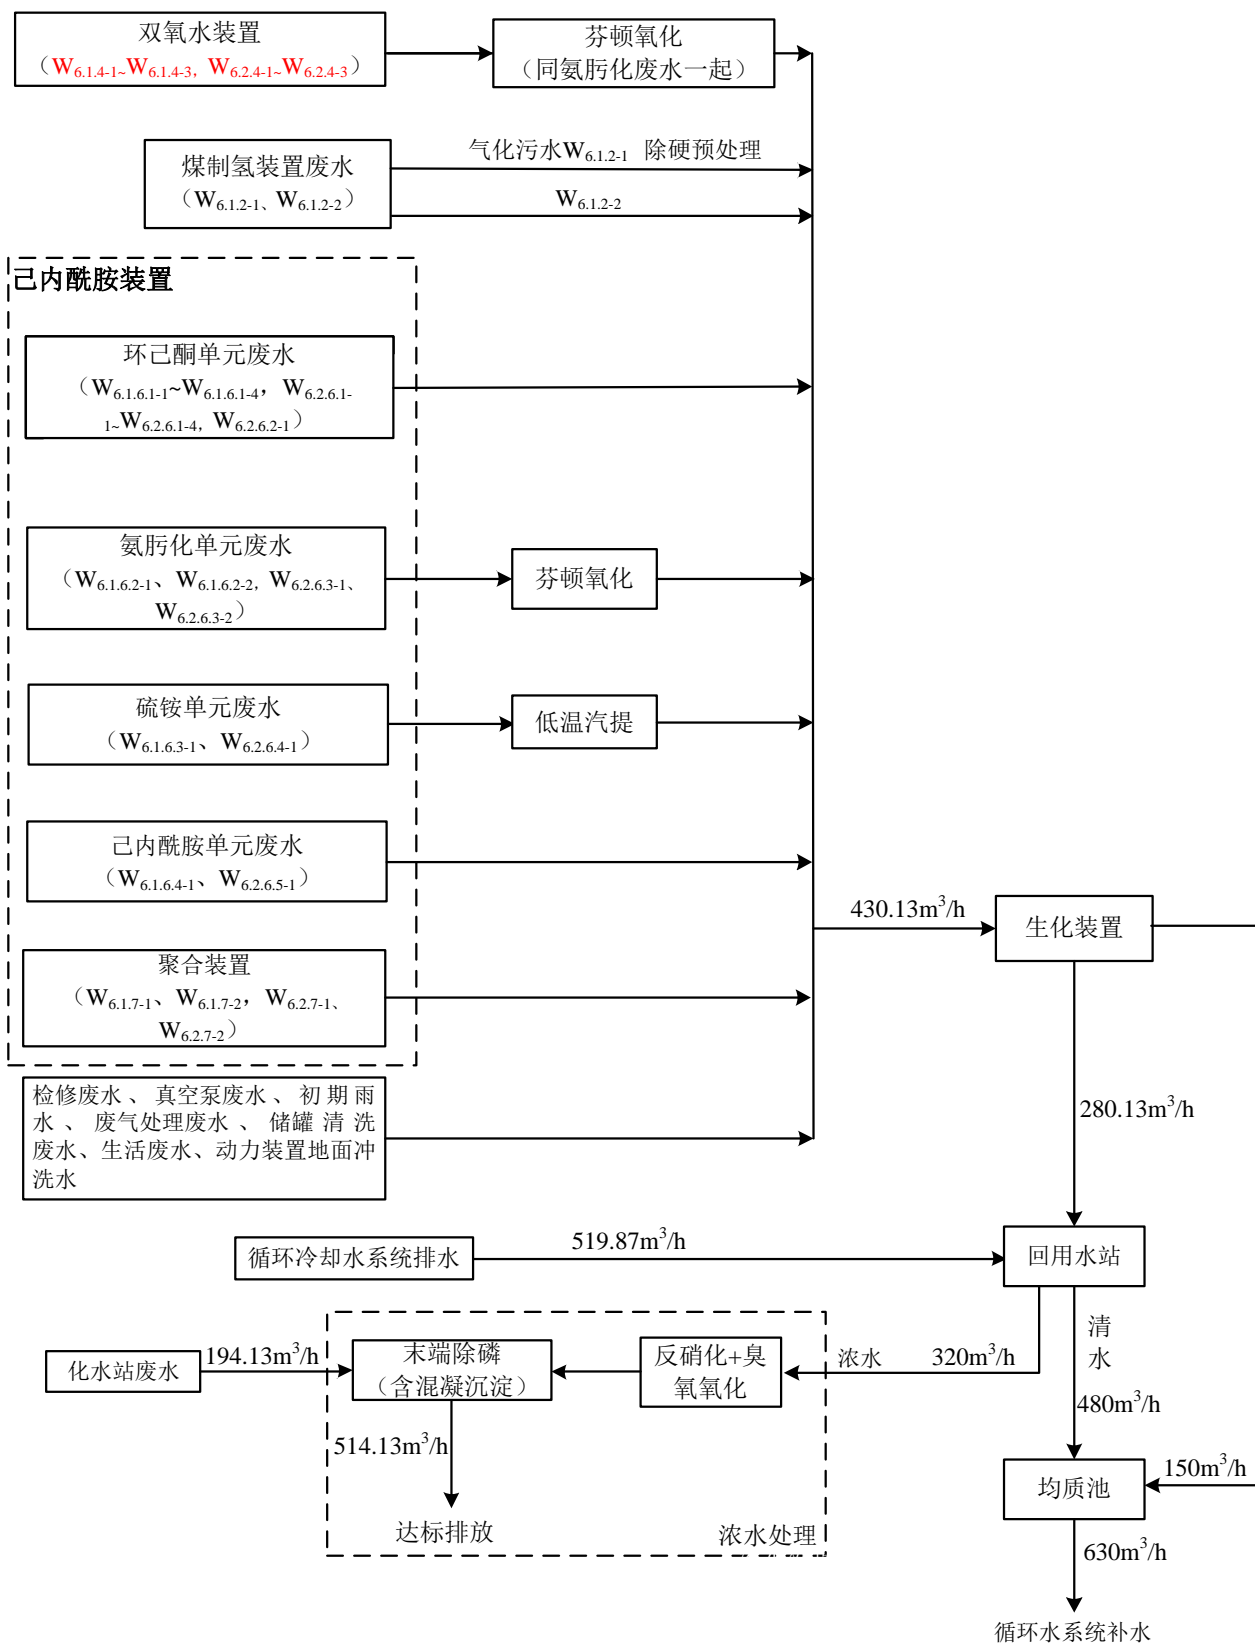 双氧水装置
（W6.1.4-1~W6.1.4-3，W6.2.4-1~W6.2.4-3）
芬顿氧化
（同氨肟化废水一起）
煤制氢装置废水
（W6.1.2-1、W6.1.2-2）
气化污水W6.1.2-1 除硬预处理
W6.1.2-2
己内酰胺装置
环己酮单元废水
（W6.1.6.1-1~W6.1.6.1-4，W6.2.6.1-
1~W6.2.6.1-4，W6.2.6.2-1）
氨肟化单元废水
（W6.1.6.2-1、W6.1.6.2-2，W6.2.6.3-1、
W6.2.6.3-2）
芬顿氧化
硫铵单元废水
（W6.1.6.3-1、W6.2.6.4-1）
低温汽提
己内酰胺单元废水
（W6.1.6.4-1、W6.2.6.5-1）
430.13m³/h
生化装置
聚合装置
（W6.1.7-1、W6.1.7-2，W6.2.7-1、
W6.2.7-2）
检修废水、真空泵废水、初期雨
水、废气处理废水、储罐清洗
废水、生活废水、动力装置地面冲
洗水
280.13m³/h
循环冷却水系统排水
519.87m³/h
回用水站
化水站废水
194.13m³/h
末端除磷
（含混凝沉淀）
反硝化+臭
氧氧化
浓水 320m³/h
清
水
480m³/h
514.13m³/h
达标排放
浓水处理
均质池
150m³/h
630m³/h
循环水系统补水